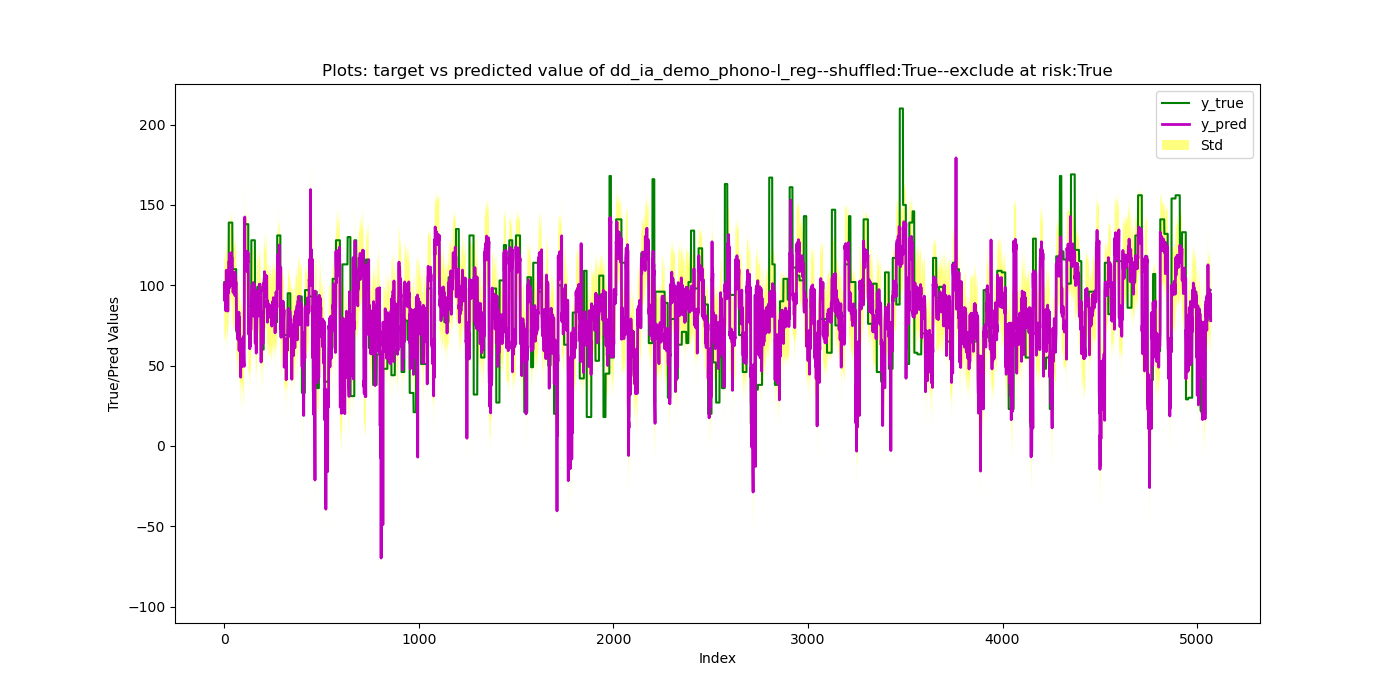 Plots: target vs predicted value of dd_ia_demo_phono-l_reg--shuffled:True--exclude at risk:True
y_true
y_pred
Std
True/Pred Values
200
150
100
50
0
−50
−100
0 1000 2000 3000 4000 5000
Index